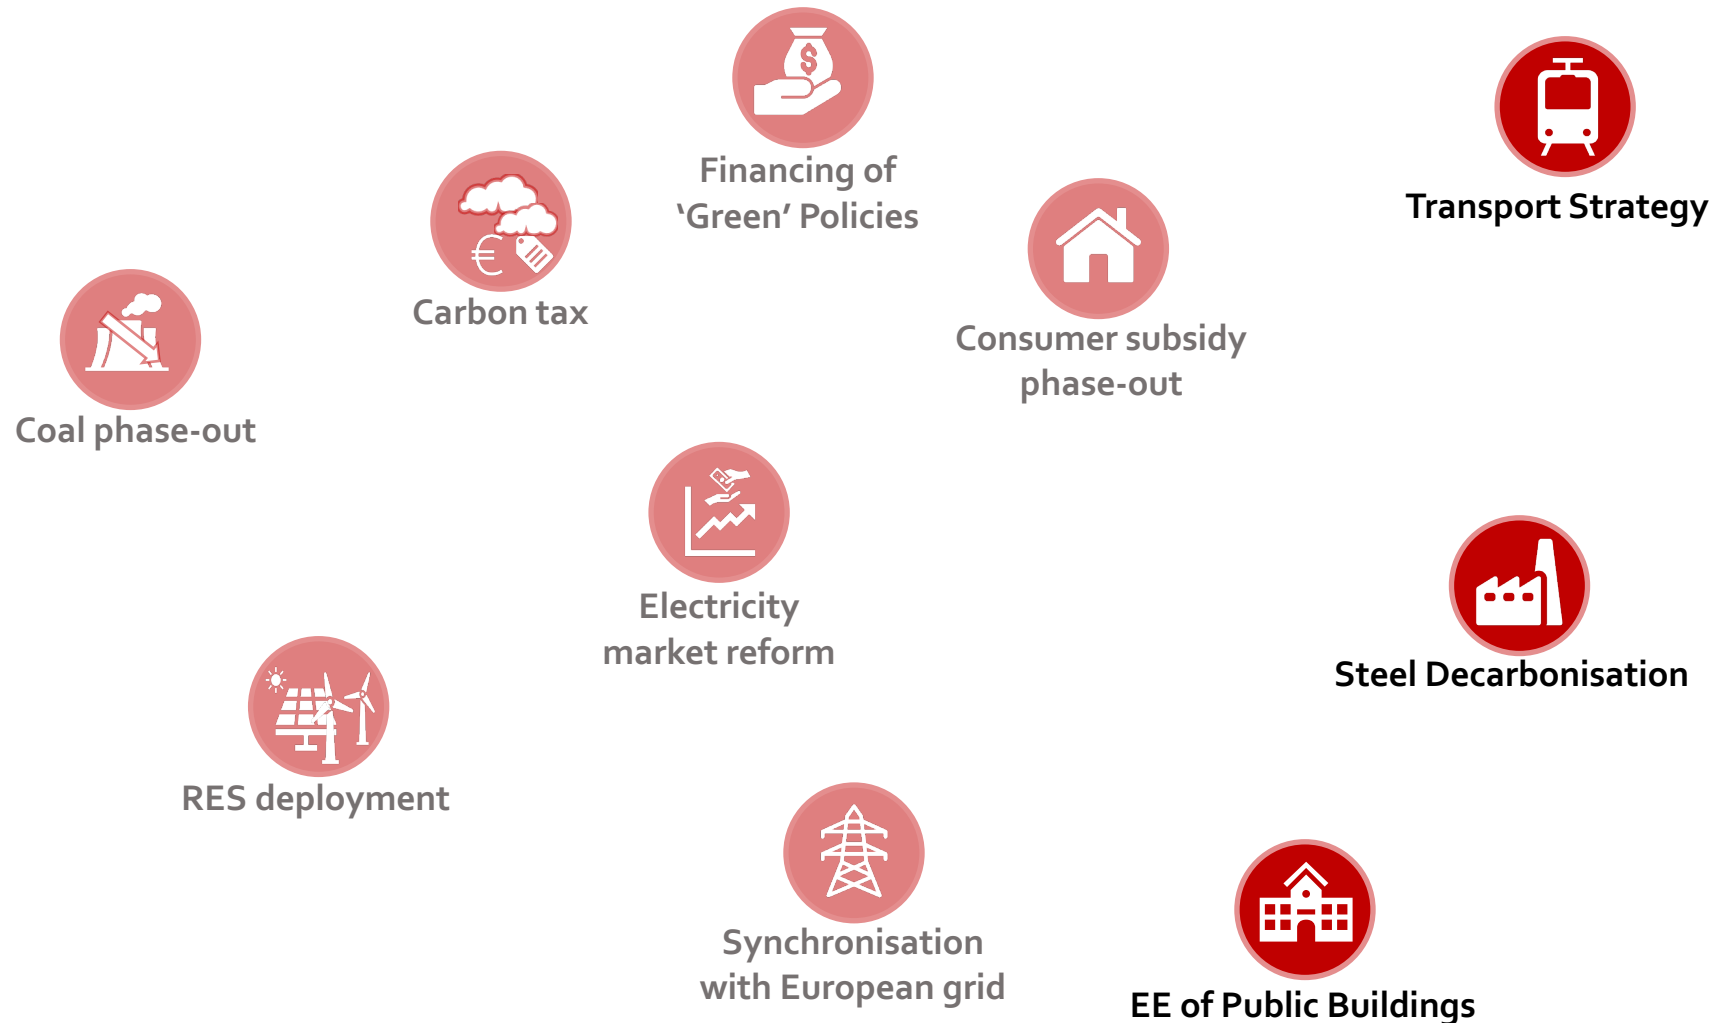 $
Financing of
‘Green’ Policies
Transport Strategy
€
Carbon tax
Consumer subsidy
phase-out
Coal phase-out
Electricity
market reform
Steel Decarbonisation
RES deployment
Synchronisation
with European grid
EE of Public Buildings